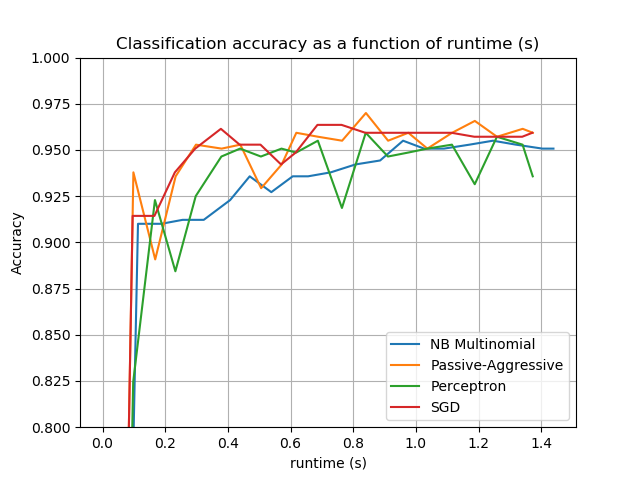 Classification accuracy as a function of runtime (s)
1.000
0.975
0.950
0.925
0.900
0.875
0.850
0.825
0.800
Accuracy
NB Multinomial
Passive-Aggressive
Perceptron
SGD
0.0 0.2 0.4 0.6 0.8 1.0 1.2 1.4
runtime (s)